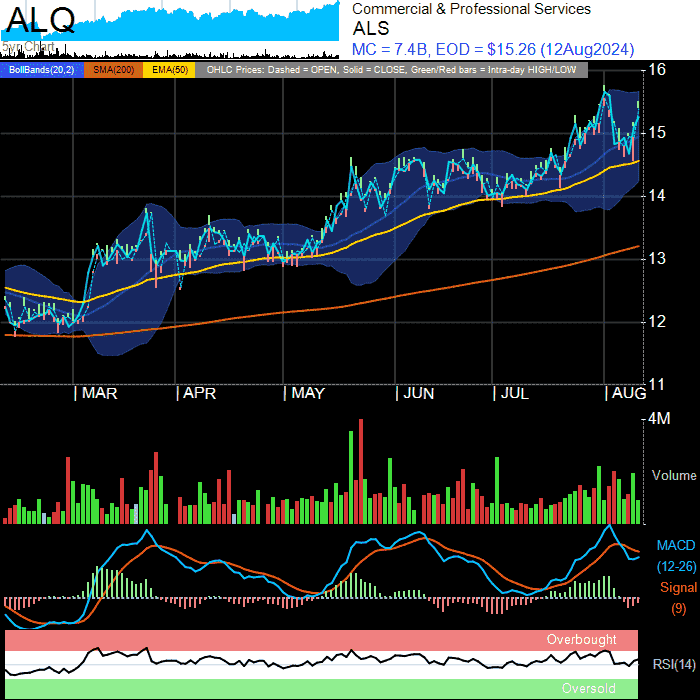 ALQ
Commercial & Professional Services
ALS
MC = 7.4B, EOD = $15.26 (12Aug2024)
BollBands(20,2) SMA(200) EMA(50) OHLC Prices: Dashed = OPEN, Solid = CLOSE, Green/Red bars = Intra-day HIGH/LOW
16
15
14
13
12
11
MAR APR MAY JUN JUL AUG
4M
Volume
MACD
(12-26)
Signal
(9)
Overbought
RSI(14)
Oversold